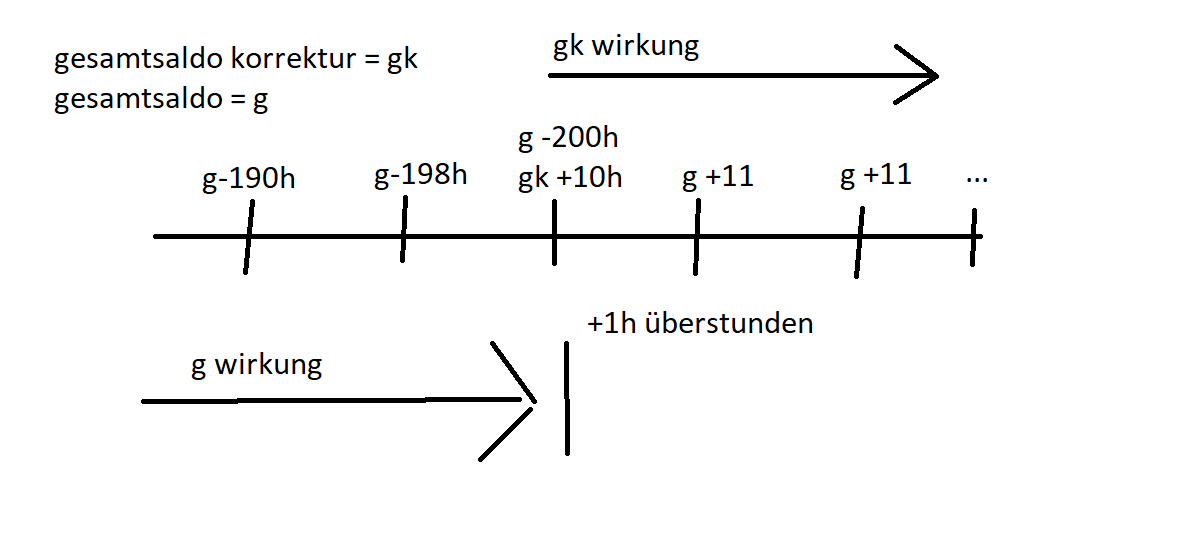 gesamtsaldo korrektur = gk
gesamtsaldo = g
gk wirkung
g-190h
g-198h
g -200h
gk +10h
g +11
g +11
...
+1h überstunden
g wirkung